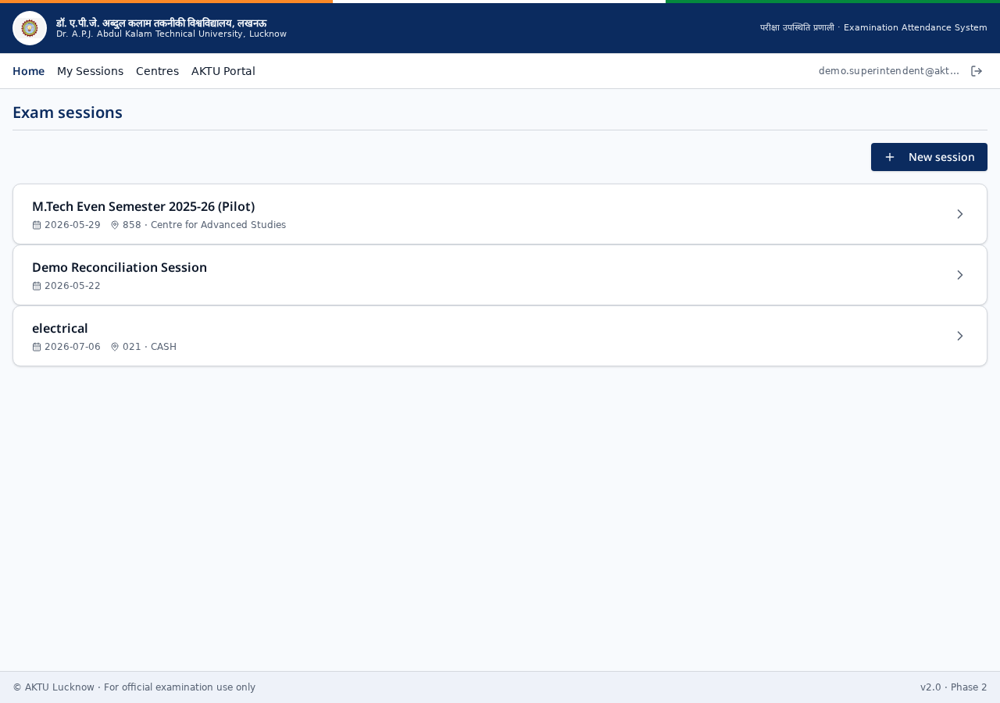 डॉ. ए.पी.जे. अब्दुल कलाम तकनीकी विश्वविद्यालय, लखनऊ
Dr. A.P.J. Abdul Kalam Technical University, Lucknow
परीक्षा उपस्थिति प्रणाली · Examination Attendance System
Home My Sessions Centres AKTU Portal
demo.superintendent@akt...
Exam sessions
New session
M.Tech Even Semester 2025-26 (Pilot)
2026-05-29 858 · Centre for Advanced Studies
Demo Reconciliation Session
2026-05-22
electrical
2026-07-06 021 · CASH
© AKTU Lucknow · For official examination use only
v2.0 · Phase 2